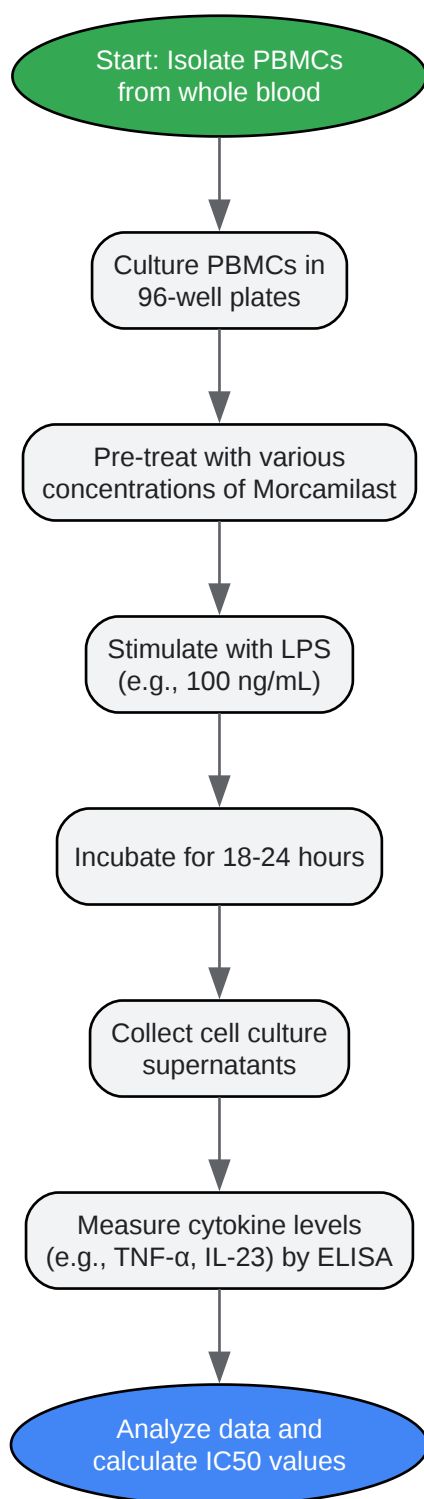 Start: Isolate PBMCs
from whole blood
Culture PBMCs in
96-well plates
Pre-treat with various
concentrations of Morcamilast
Stimulate with LPS
(e.g., 100 ng/mL)
Incubate for 18-24 hours
Collect cell culture
supernatants
Measure cytokine levels
(e.g., TNF-α, IL-23) by ELISA
Analyze data and
calculate IC50 values